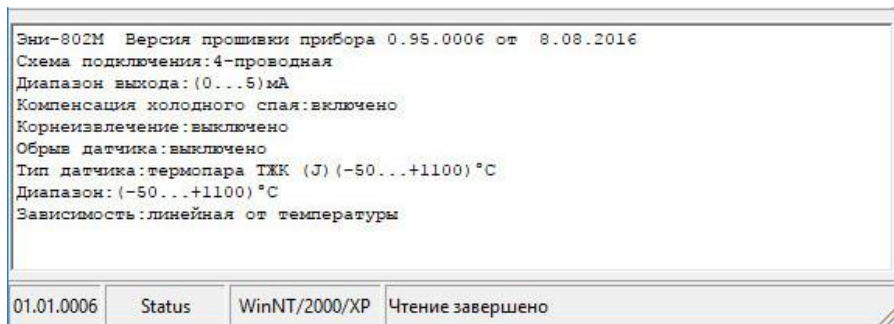 Эни-802М  Версия прошивки прибора 0.95.0006 от  8.08.2016
Схема подключения:4-проводная
Диапазон выхода:(0...5)мА
Компенсация холодного спая:включено
Корнеизвлечение:выключено
Обрыв датчика:выключено
Тип датчика:термопара ТЖК (J)(-50...+1100)°C
Диапазон:(-50...+1100)°C
Зависимость:линейная от температуры
01.01.0006 Status WinNT/2000/XP Чтение завершено